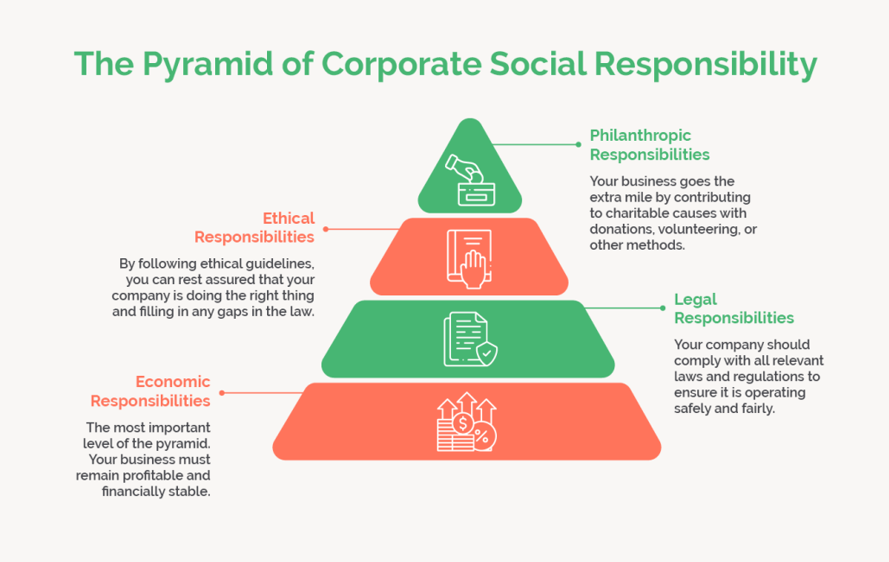 The Pyramid of Corporate Social Responsibility
Philanthropic
Responsibilities
Your business goes the
extra mile by contributing
to charitable causes with
donations, volunteering, or
other methods.
Ethical
Responsibilities
By following ethical guidelines,
you can rest assured that your
company is doing the right thing
and filling in any gaps in the law.
Legal
Responsibilities
Your company should
comply with all relevant
laws and regulations to
ensure it is operating
safely and fairly.
Economic
Responsibilities
The most important
level of the pyramid.
Your business must
remain profitable and
financially stable.
$
%